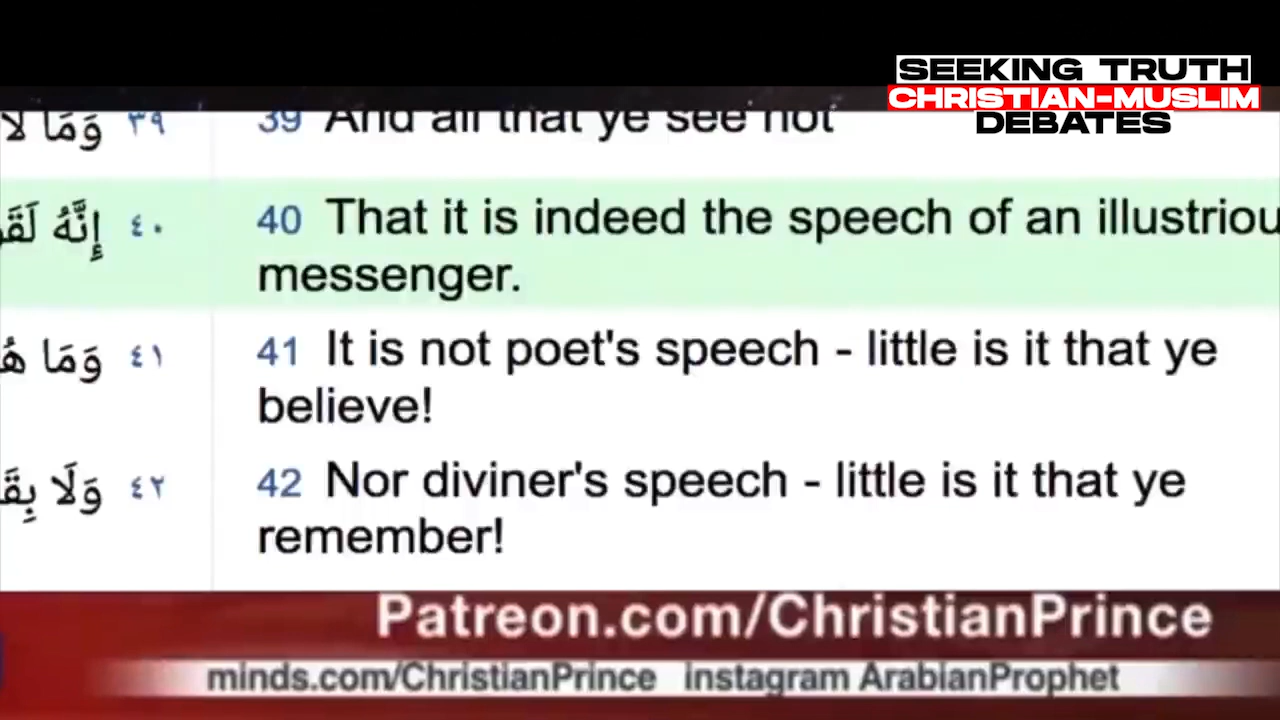 SEEKING TRUTH
CHRISTIAN-MUSLIM
DEBATES
وَمَا لَا ٣٩ 39 And all that ye see not
إِنَّهُ ٤٠ 40 That it is indeed the speech of an illustriou
messenger.
وَمَا ٤١ 41 It is not poet's speech - little is it that ye
believe!
وَلَا ٤٢ 42 Nor diviner's speech - little is it that ye
remember!
Patreon.com/ChristianPrince
minds.com/ChristianPrince instagram ArabianProphet